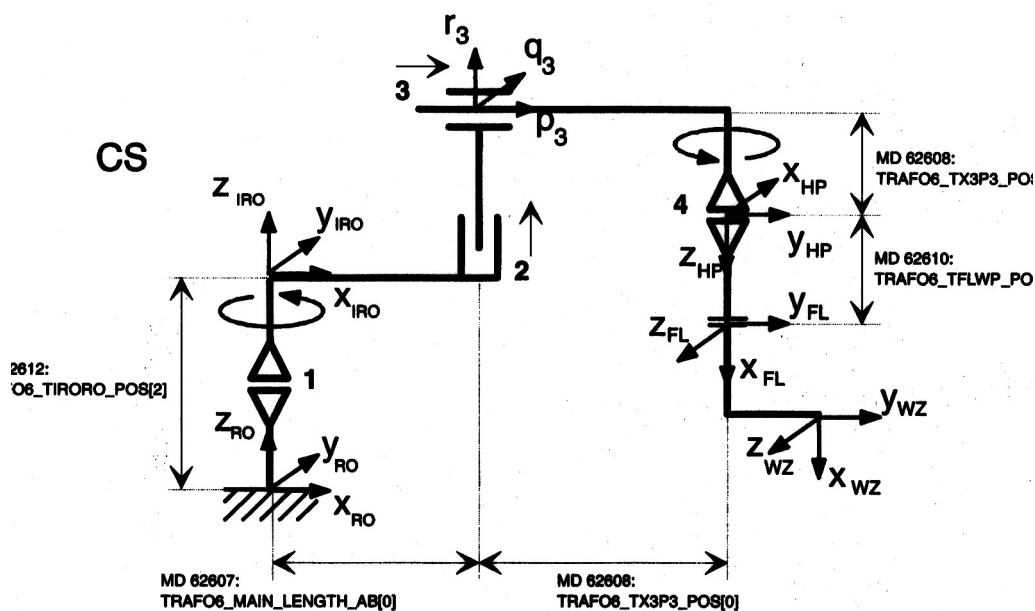 r3
q3
3
p3
CS
zIRO
yIRO
xIRO
2
4
xHP
yHP
zHP
MD 62608:
TRAFO6_TX3P3_POS
MD 62610:
TRAFO6_TFLWP_PO
zFL
yFL
xFL
2612:
O6_TIRORO_POS[2]
1
zRO
yRO
xRO
yWZ
zWZ
xWZ
MD 62607:
TRAFO6_MAIN_LENGTH_AB[0]
MD 62608:
TRAFO6_TX3P3_POS[0]